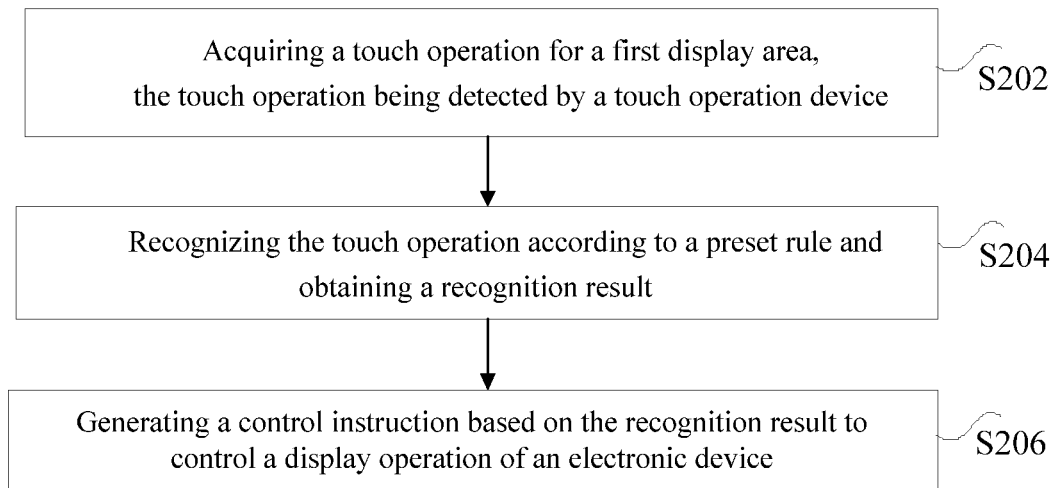 Acquiring a touch operation for a first display area,
the touch operation being detected by a touch operation device
S202
Recognizing the touch operation according to a preset rule and
obtaining a recognition result
S204
Generating a control instruction based on the recognition result to
control a display operation of an electronic device
S206